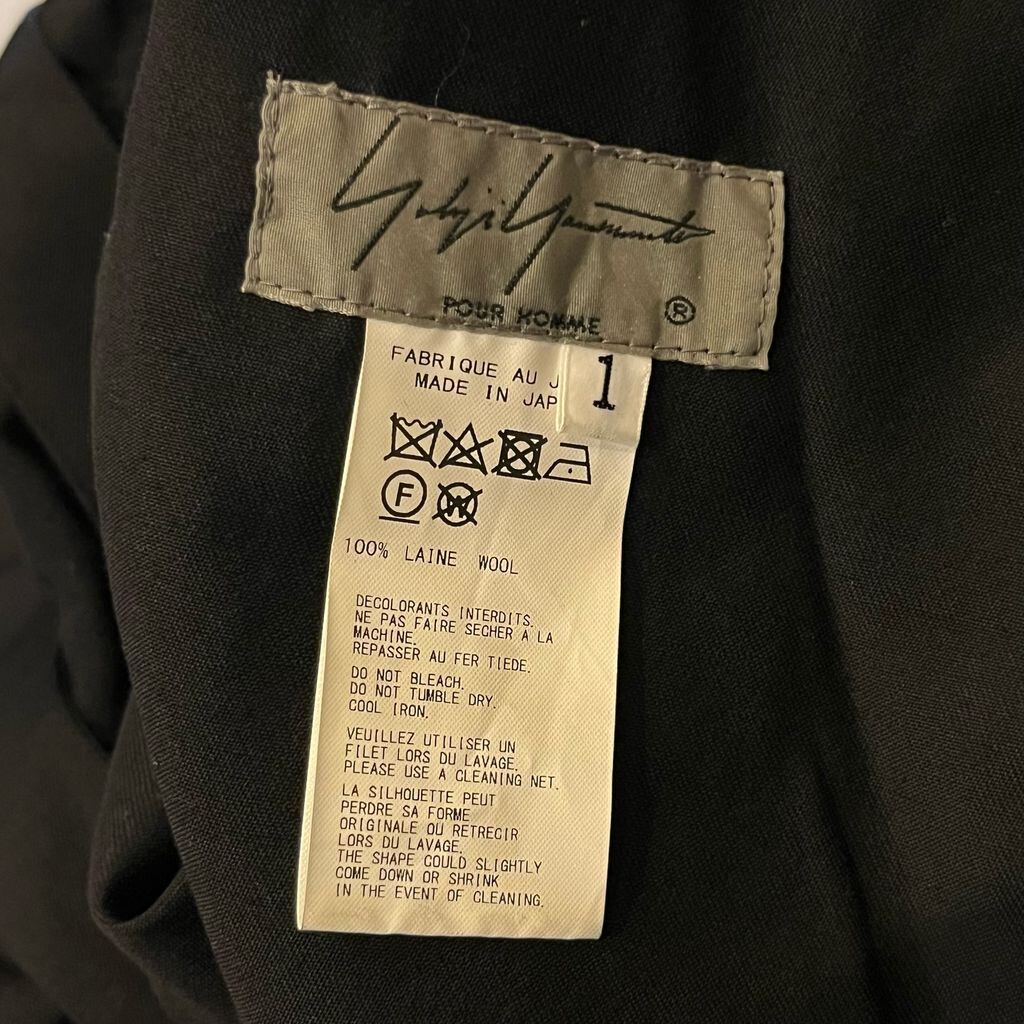 Yohji Yamamoto
POUR HOMME ®
FABRIQUE AU J
MADE IN JAP
1
F
W
100% LAINE WOOL
DECOLORANTS INTERDITS.
NE PAS FAIRE SECHER A LA
MACHINE.
REPASSER AU FER TIEDE.
DO NOT BLEACH.
DO NOT TUMBLE DRY.
COOL IRON.
VEUILLEZ UTILISER UN
FILET LORS DU LAVAGE.
PLEASE USE A CLEANING NET.
LA SILHOUETTE PEUT
PERDRE SA FORME
ORIGINALE OU RETRECIR
LORS DU LAVAGE.
THE SHAPE COULD SLIGHTLY
COME DOWN OR SHRINK
IN THE EVENT OF CLEANING.